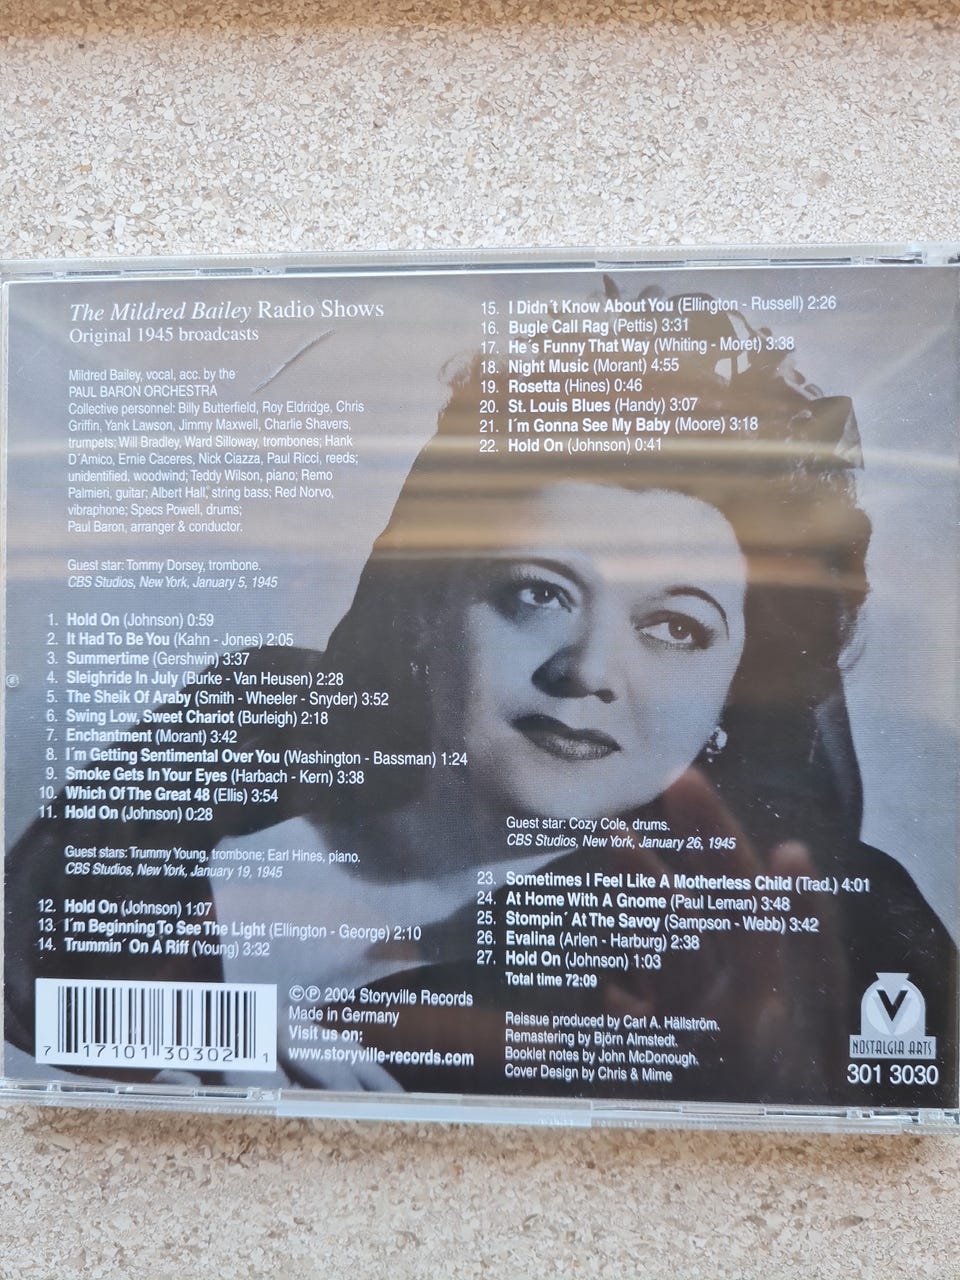 The Mildred Bailey Radio Shows
Original 1945 broadcasts
Mildred Bailey, vocal, acc. by the
PAUL BARON ORCHESTRA
Collective personnel: Billy Butterfield, Roy Eldridge, Chris
Griffin, Yank Lawson, Jimmy Maxwell, Charlie Shavers,
trumpets; Will Bradley, Ward Silloway, trombones; Hank
D´Amico, Ernie Caceres, Nick Ciazza, Paul Ricci, reeds;
unidentified, woodwind; Teddy Wilson, piano; Remo
Palmieri, guitar; Albert Hall, string bass; Red Norvo,
vibraphone; Specs Powell, drums;
Paul Baron, arranger & conductor.
Guest star: Tommy Dorsey, trombone.
CBS Studios, New York, January 5, 1945
1. Hold On (Johnson) 0:59
2. It Had To Be You (Kahn - Jones) 2:05
3. Summertime (Gershwin) 3:37
4. Sleighride In July (Burke - Van Heusen) 2:28
5. The Sheik Of Araby (Smith - Wheeler - Snyder) 3:52
6. Swing Low, Sweet Chariot (Burleigh) 2:18
7. Enchantment (Morant) 3:42
8. I´m Getting Sentimental Over You (Washington - Bassman) 1:24
9. Smoke Gets In Your Eyes (Harbach - Kern) 3:38
10. Which Of The Great 48 (Ellis) 3:54
11. Hold On (Johnson) 0:28
Guest stars: Trummy Young, trombone; Earl Hines, piano.
CBS Studios, New York, January 19, 1945
12. Hold On (Johnson) 1:07
13. I´m Beginning To See The Light (Ellington - George) 2:10
14. Trummin´ On A Riff (Young) 3:32
15. I Didn´t Know About You (Ellington - Russell) 2:26
16. Bugle Call Rag (Pettis) 3:31
17. He´s Funny That Way (Whiting - Moret) 3:38
18. Night Music (Morant) 4:55
19. Rosetta (Hines) 0:46
20. St. Louis Blues (Handy) 3:07
21. I´m Gonna See My Baby (Moore) 3:18
22. Hold On (Johnson) 0:41
Guest star: Cozy Cole, drums.
CBS Studios, New York, January 26, 1945
23. Sometimes I Feel Like A Motherless Child (Trad.) 4:01
24. At Home With A Gnome (Paul Leman) 3:48
25. Stompin´ At The Savoy (Sampson - Webb) 3:42
26. Evalina (Arlen - Harburg) 2:38
27. Hold On (Johnson) 1:03
Total time 72:09
7 17101 30302 1
©℗ 2004 Storyville Records
Made in Germany
Visit us on:
www.storyville-records.com
Reissue produced by Carl A. Hällström.
Remastering by Björn Almstedt.
Booklet notes by John McDonough.
Cover Design by Chris & Mime
V
NOSTALGIA ARTS
301 3030